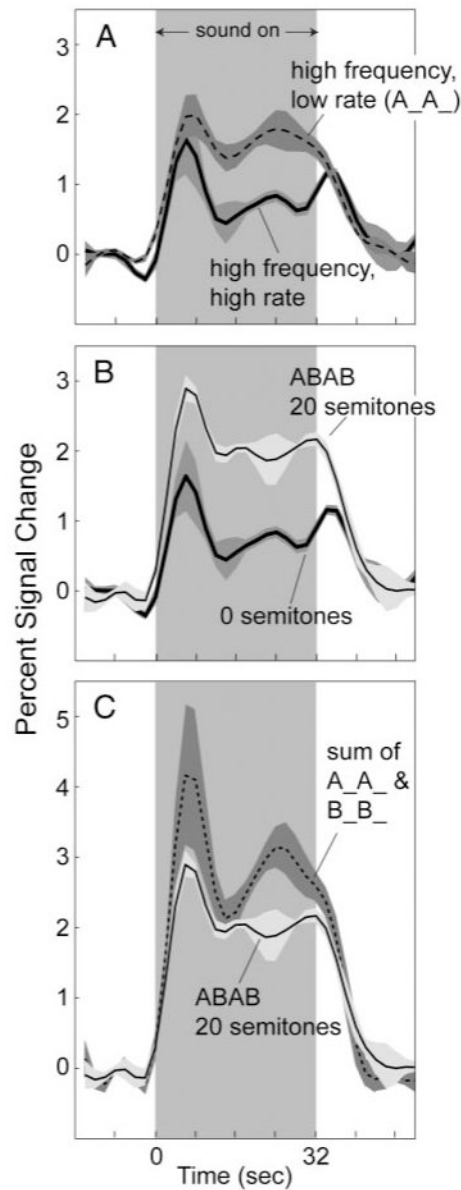 A
sound on
3
high frequency,
low rate (A_A_)
2
1
0
high frequency,
high rate
B
ABAB
20 semitones
3
2
1
0
0 semitones
Percent Signal Change
C
5
sum of
A_A_ &
B_B_
4
3
2
ABAB
20 semitones
1
0
0
32
Time (sec)